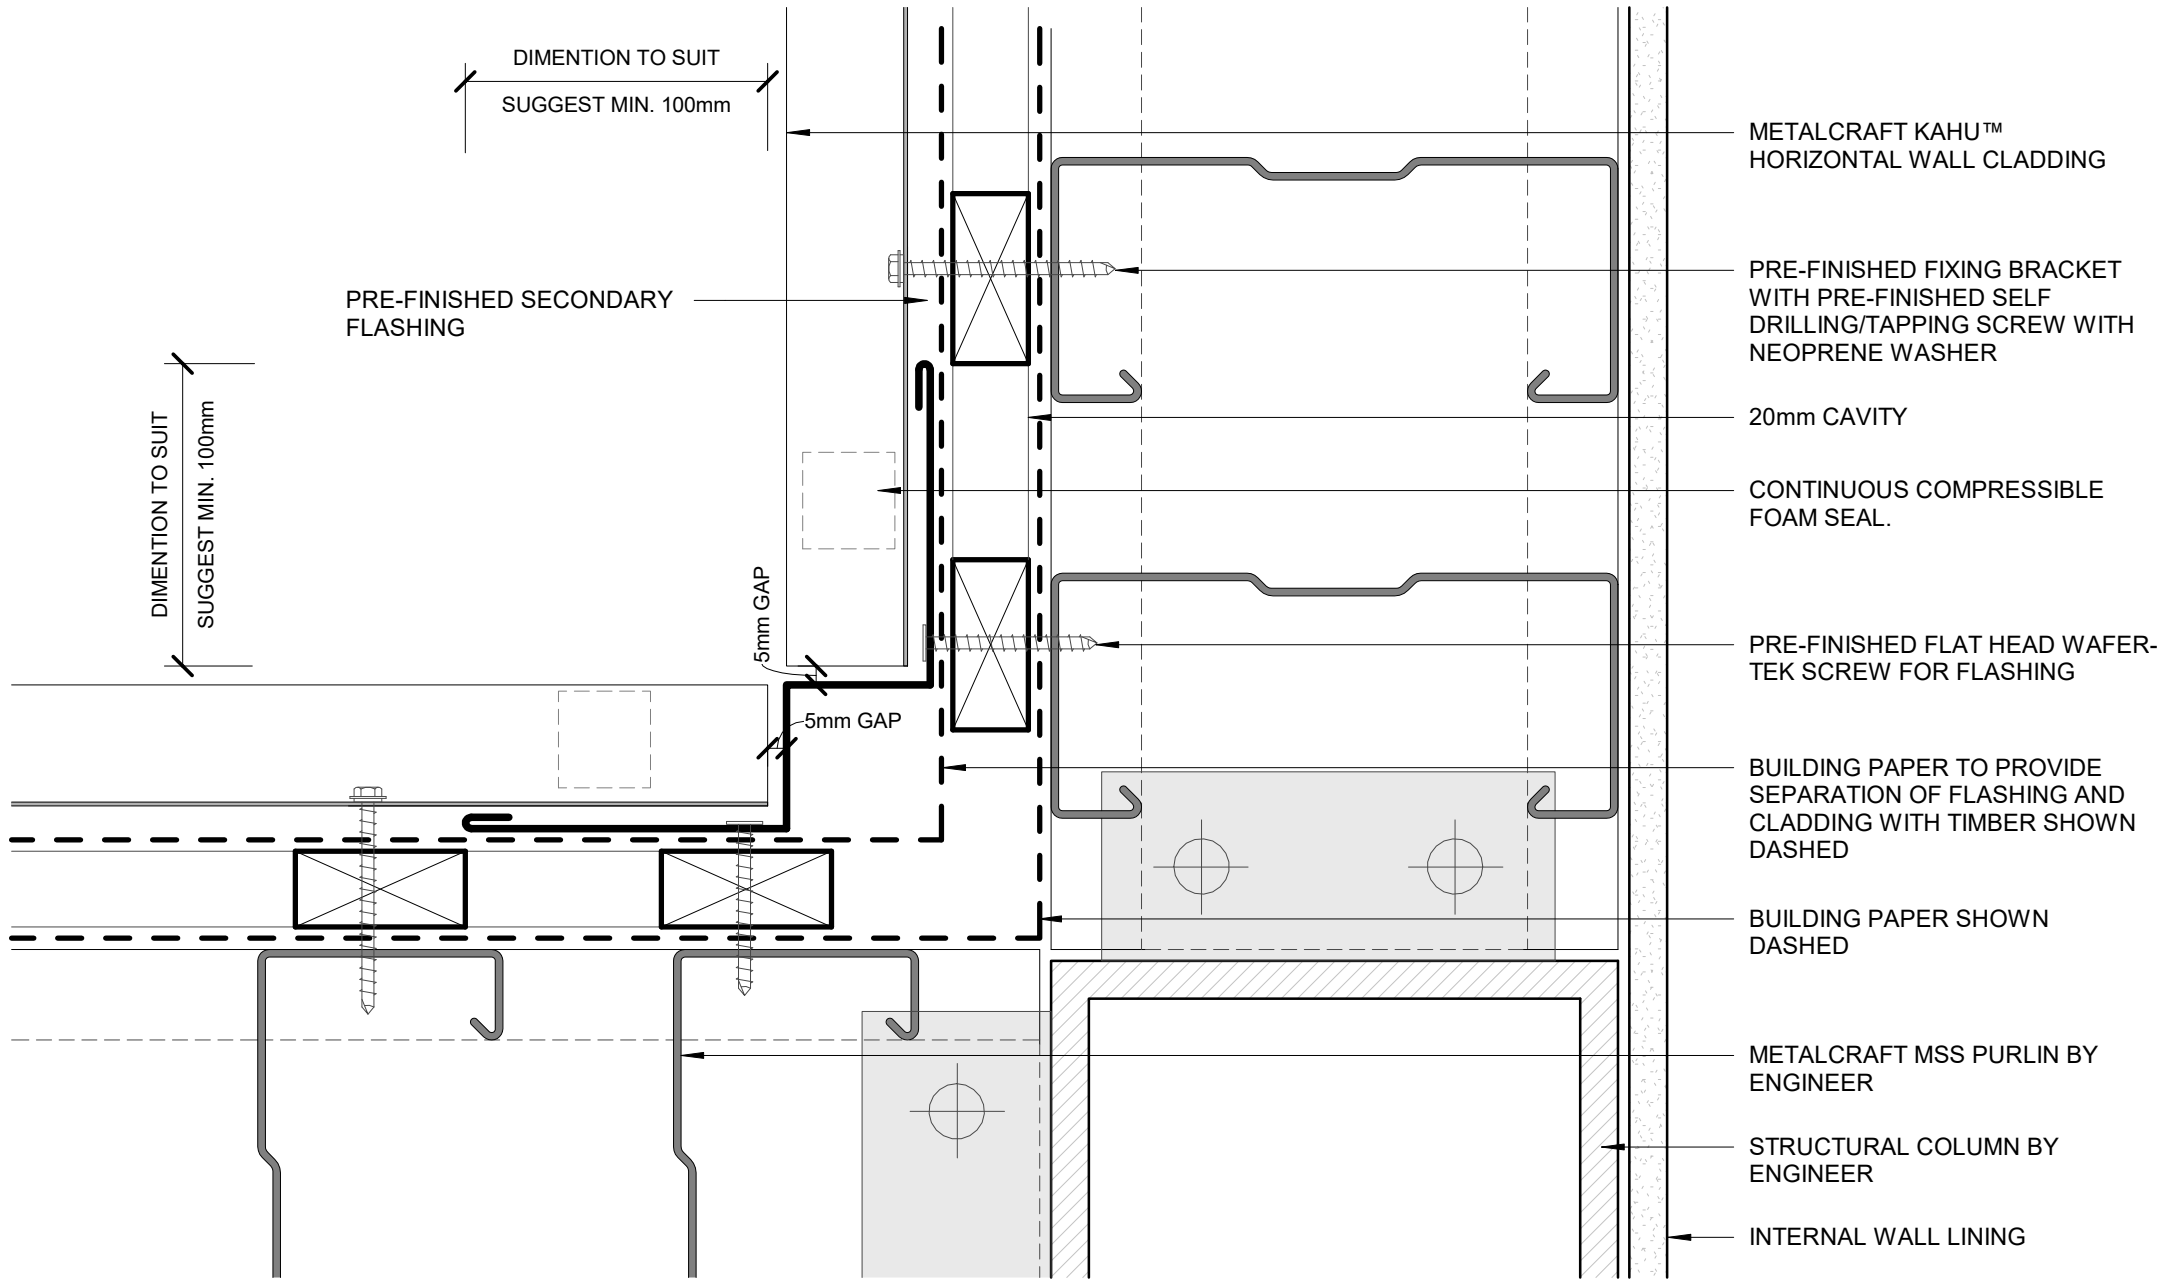 DIMENTION TO SUIT
SUGGEST MIN. 100mm
METALCRAFT KAHU™
HORIZONTAL WALL CLADDING
PRE-FINISHED FIXING BRACKET
WITH PRE-FINISHED SELF
DRILLING/TAPPING SCREW WITH
NEOPRENE WASHER
PRE-FINISHED SECONDARY
FLASHING
DIMENTION TO SUIT
SUGGEST MIN. 100mm
20mm CAVITY
CONTINUOUS COMPRESSIBLE
FOAM SEAL.
5mm GAP
PRE-FINISHED FLAT HEAD WAFER-
TEK SCREW FOR FLASHING
5mm GAP
BUILDING PAPER TO PROVIDE
SEPARATION OF FLASHING AND
CLADDING WITH TIMBER SHOWN
DASHED
BUILDING PAPER SHOWN
DASHED
METALCRAFT MSS PURLIN BY
ENGINEER
STRUCTURAL COLUMN BY
ENGINEER
INTERNAL WALL LINING